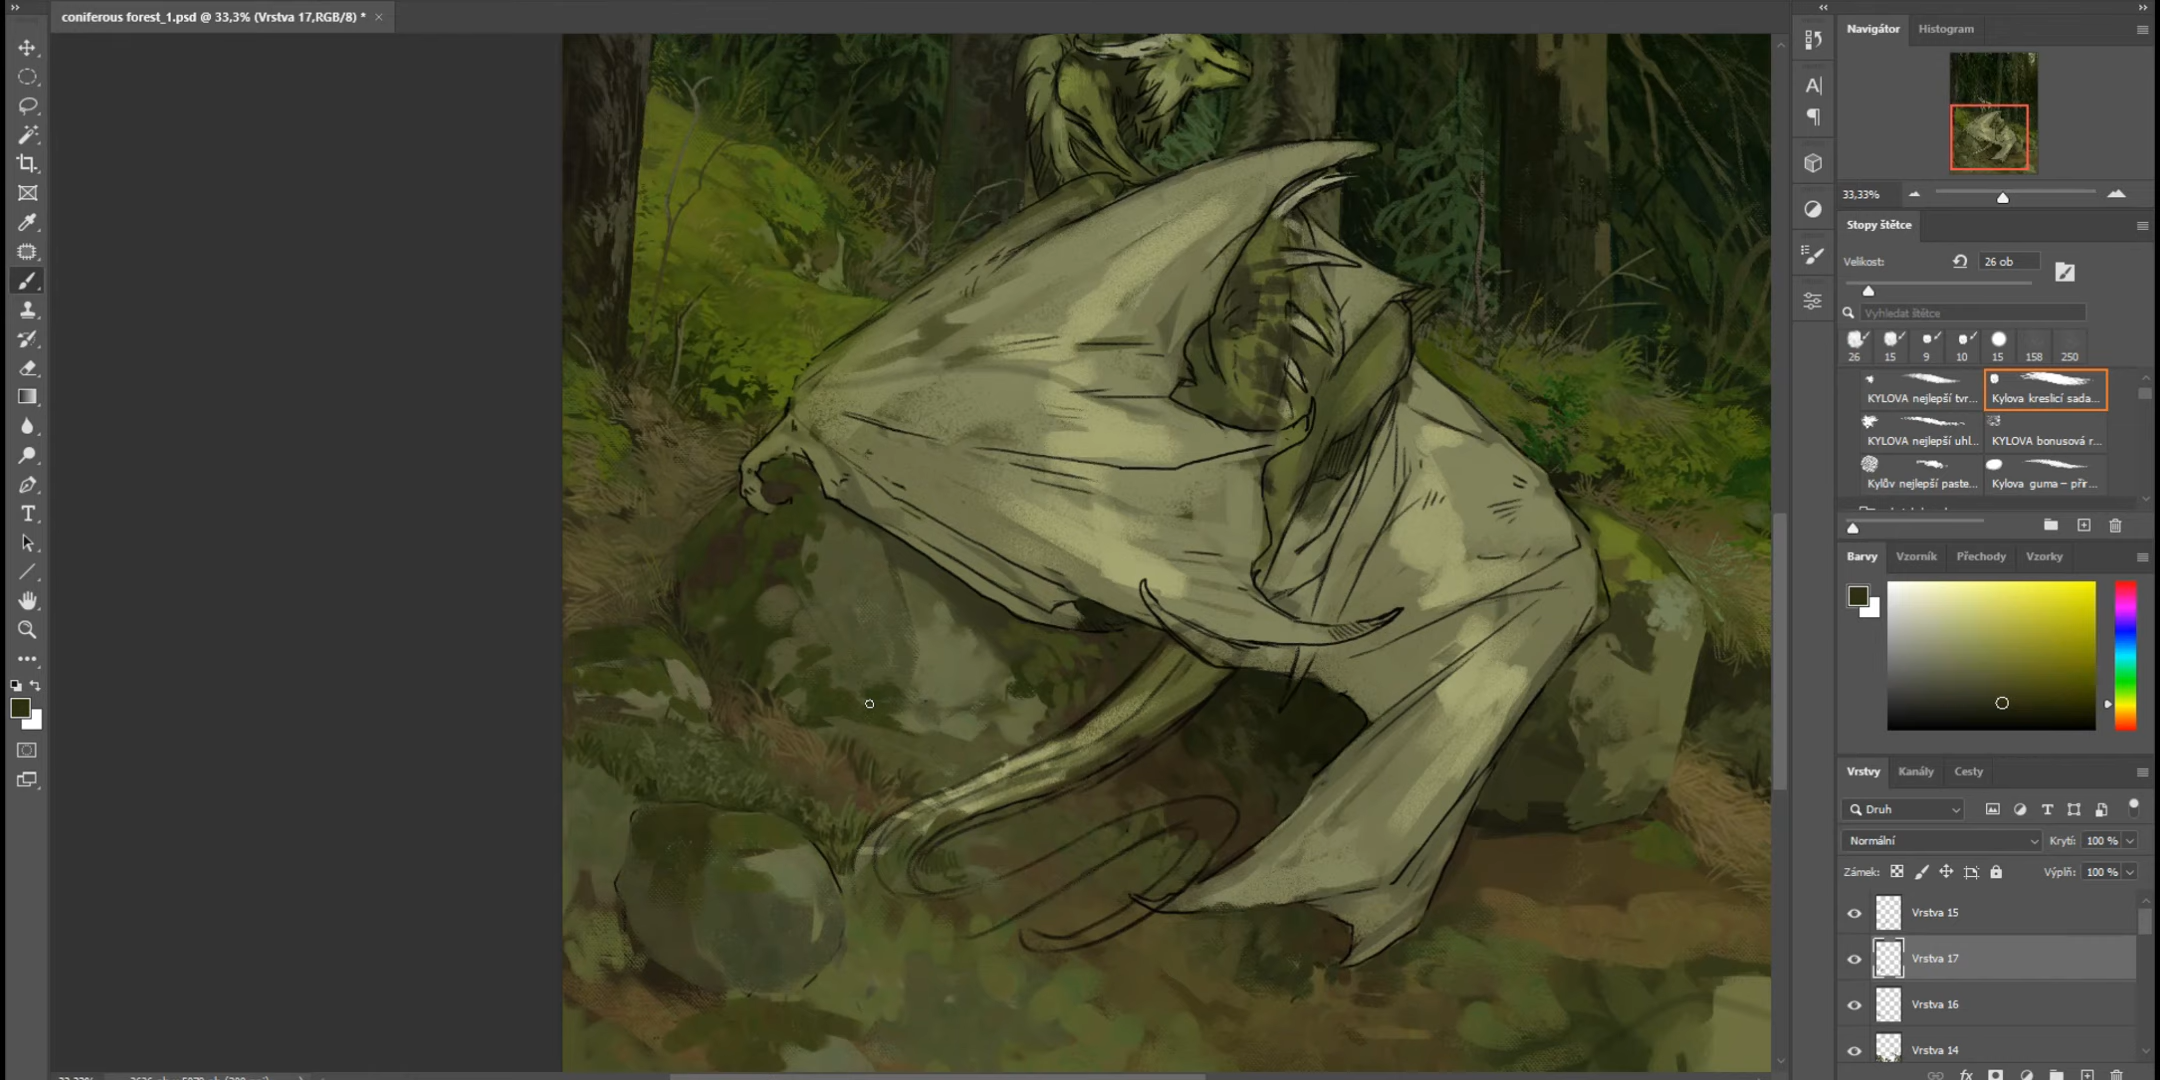 coniferous forest_1.psd @ 33,3% (Vrstva 17,RGB/8) *
Navigátor
Histogram
33,33%
Stopy štětce
Velikost:
26 ob
Vyhledat štětce
26
15
9
10
15
158
250
KYLOVA nejlepší tvr...
Kylova kreslicí sada...
KYLOVA nejlepší uhl...
KYLOVA bonusová r...
Kylův nejlepší paste...
Kylova guma – přir...
Barvy
Vzorník
Přechody
Vzorky
Vrstvy
Kanály
Cesty
Druh
Normální
Krytí:
100 %
Zámek:
Výplň:
100 %
Vrstva 15
Vrstva 17
Vrstva 16
Vrstva 14
fx